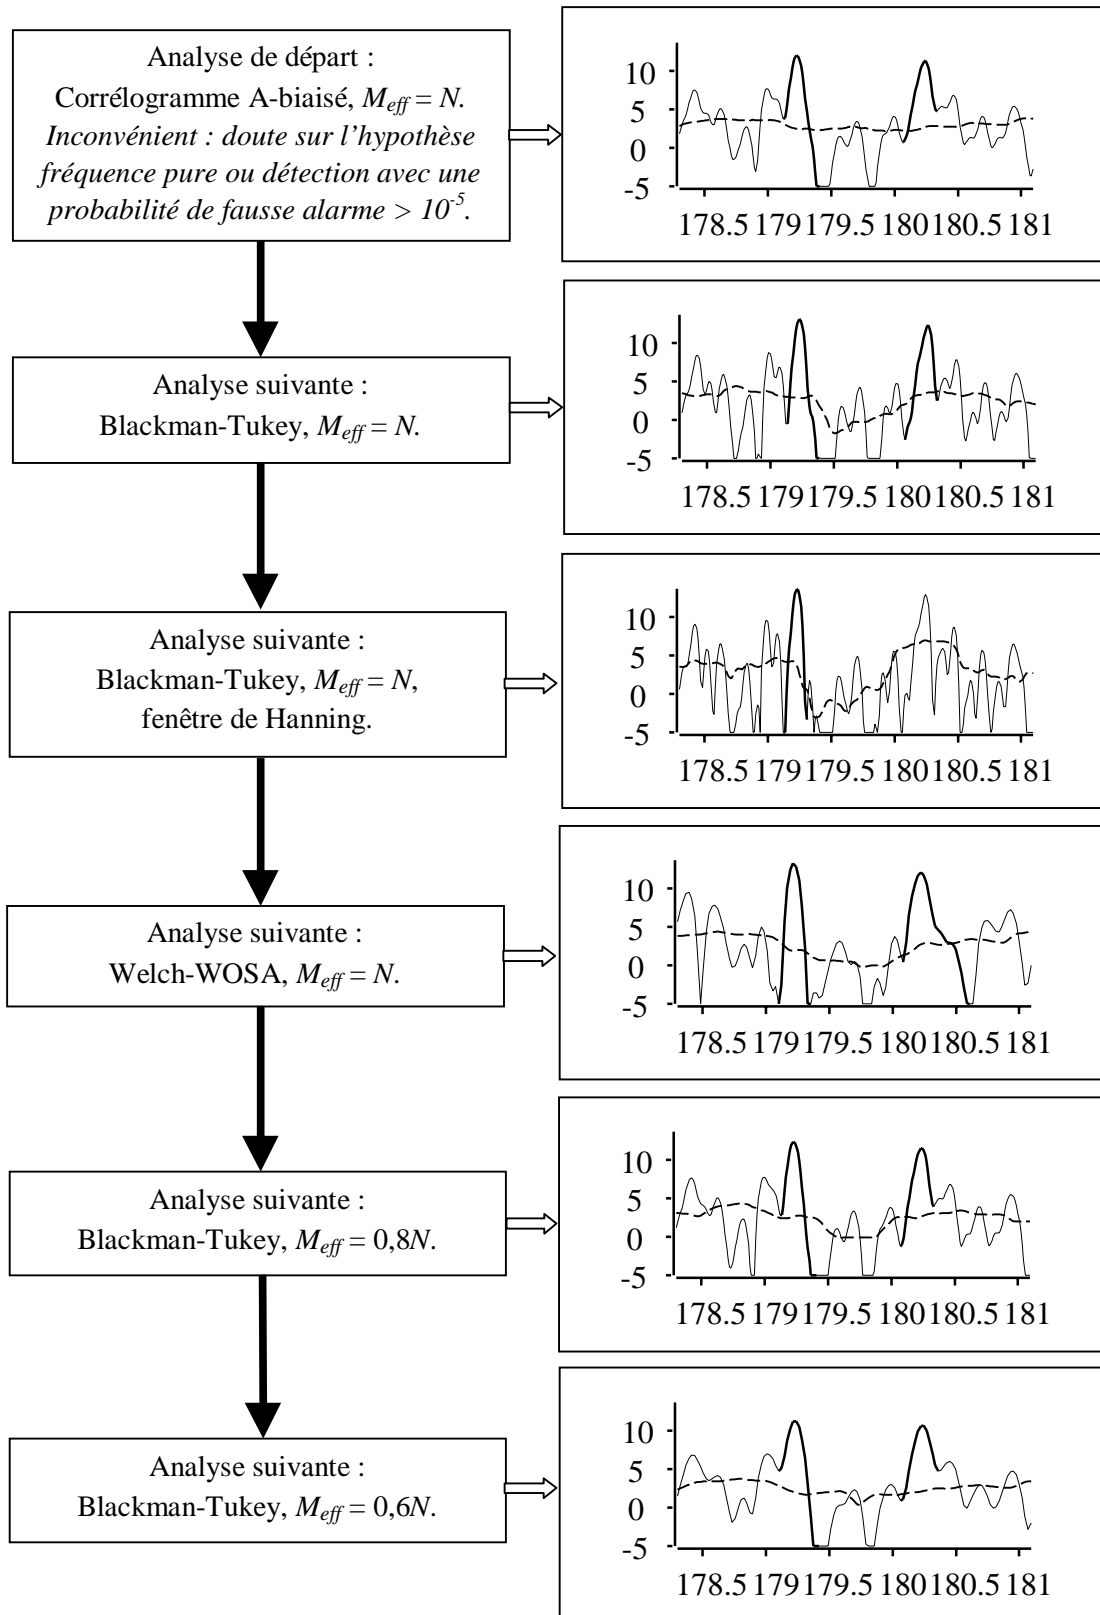 Analyse de départ :
Corrélogramme A-biaisé, M_eff = N.
Inconvénient : doute sur l'hypothèse
fréquence pure ou détection avec une
probabilité de fausse alarme > 10^-5.
10
5
0
-5
178.5 179 179.5 180 180.5 181
Analyse suivante :
Blackman-Tukey, M_eff = N.
10
5
0
-5
178.5 179 179.5 180 180.5 181
Analyse suivante :
Blackman-Tukey, M_eff = N,
fenêtre de Hanning.
10
5
0
-5
178.5 179 179.5 180 180.5 181
Analyse suivante :
Welch-WOSA, M_eff = N.
10
5
0
-5
178.5 179 179.5 180 180.5 181
Analyse suivante :
Blackman-Tukey, M_eff = 0,8N.
10
5
0
-5
178.5 179 179.5 180 180.5 181
Analyse suivante :
Blackman-Tukey, M_eff = 0,6N.
10
5
0
-5
178.5 179 179.5 180 180.5 181